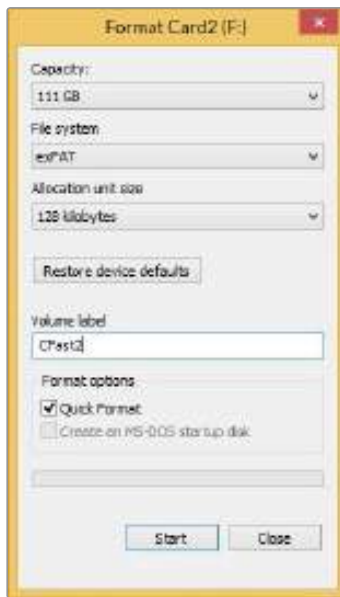 Format Card2 (F:)
Capacity:
111 GB
File system
exFAT
Allocation unit size
128 kilobytes
Restore device defaults
Volume label
CFast2
Format options
Quick Format
Create an MS-DOS startup disk
Start
Close